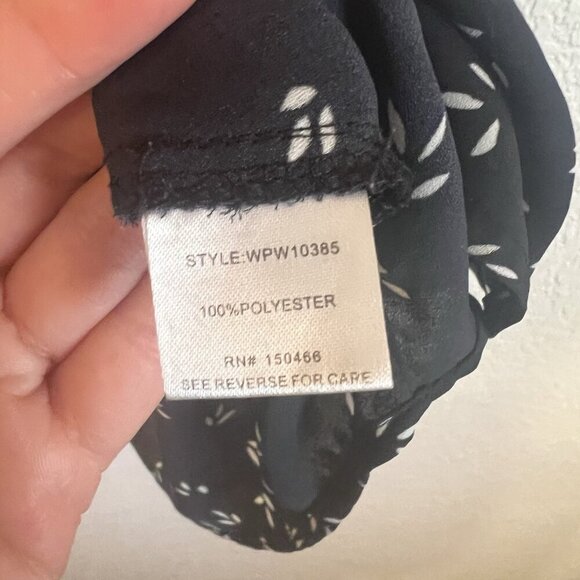 STYLE:WPW10385
100%POLYESTER
RN# 150466
SEE REVERSE FOR CARE